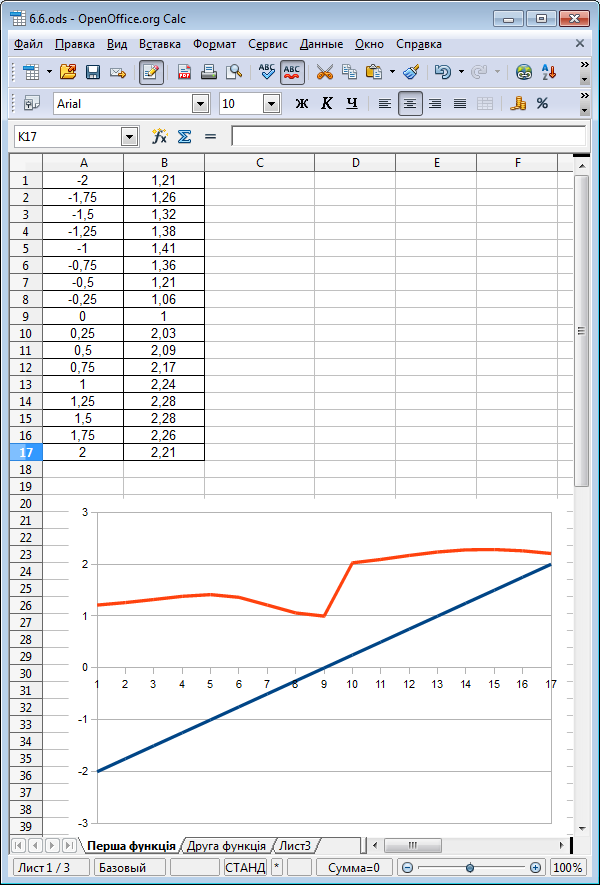 6.6.ods - OpenOffice.org Calc
Файл Правка Вид Вставка Формат Сервис Данные Окно Справка
Arial 10 Ж К Ч %
K17
A B C D E F
1 -2 1,21
2 -1,75 1,26
3 -1,5 1,32
4 -1,25 1,38
5 -1 1,41
6 -0,75 1,36
7 -0,5 1,21
8 -0,25 1,06
9 0 1
10 0,25 2,03
11 0,5 2,09
12 0,75 2,17
13 1 2,24
14 1,25 2,28
15 1,5 2,28
16 1,75 2,26
17 2 2,21
18
19
20
21
22
23
24
25
26
27
28
29
30
31
32
33
34
35
36
37
38
39
3
2
1
0
1 2 3 4 5 6 7 8 9 10 11 12 13 14 15 16 17
-1
-2
-3
Перша функція Друга функція Лист3
Лист 1 / 3 Базовый СТАНД * Сумма=0 100%